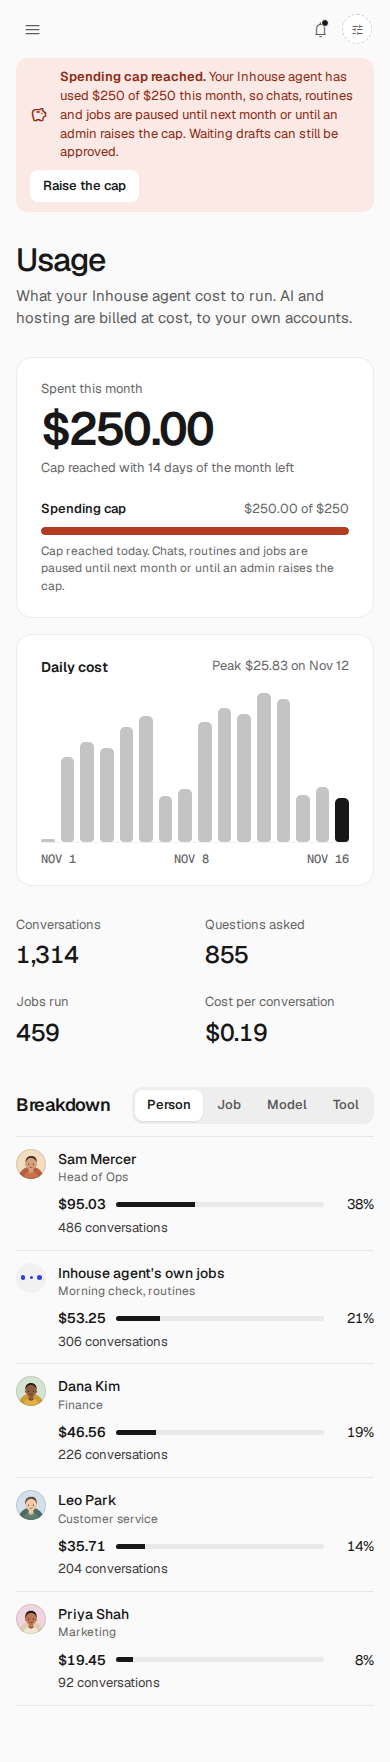 Spending cap reached. Your Inhouse agent has
used $250 of $250 this month, so chats, routines
and jobs are paused until next month or until an
admin raises the cap. Waiting drafts can still be
approved.
Raise the cap
Usage
What your Inhouse agent cost to run. AI and
hosting are billed at cost, to your own accounts.
Spent this month
$250.00
Cap reached with 14 days of the month left
Spending cap $250.00 of $250
Cap reached today. Chats, routines and jobs are
paused until next month or until an admin raises the
cap.
Daily cost Peak $25.83 on Nov 12
NOV 1 NOV 8 NOV 16
Conversations Questions asked
1,314 855
Jobs run Cost per conversation
459 $0.19
Breakdown Person Job Model Tool
Sam Mercer
Head of Ops
$95.03 38%
486 conversations
Inhouse agent's own jobs
Morning check, routines
$53.25 21%
306 conversations
Dana Kim
Finance
$46.56 19%
226 conversations
Leo Park
Customer service
$35.71 14%
204 conversations
Priya Shah
Marketing
$19.45 8%
92 conversations